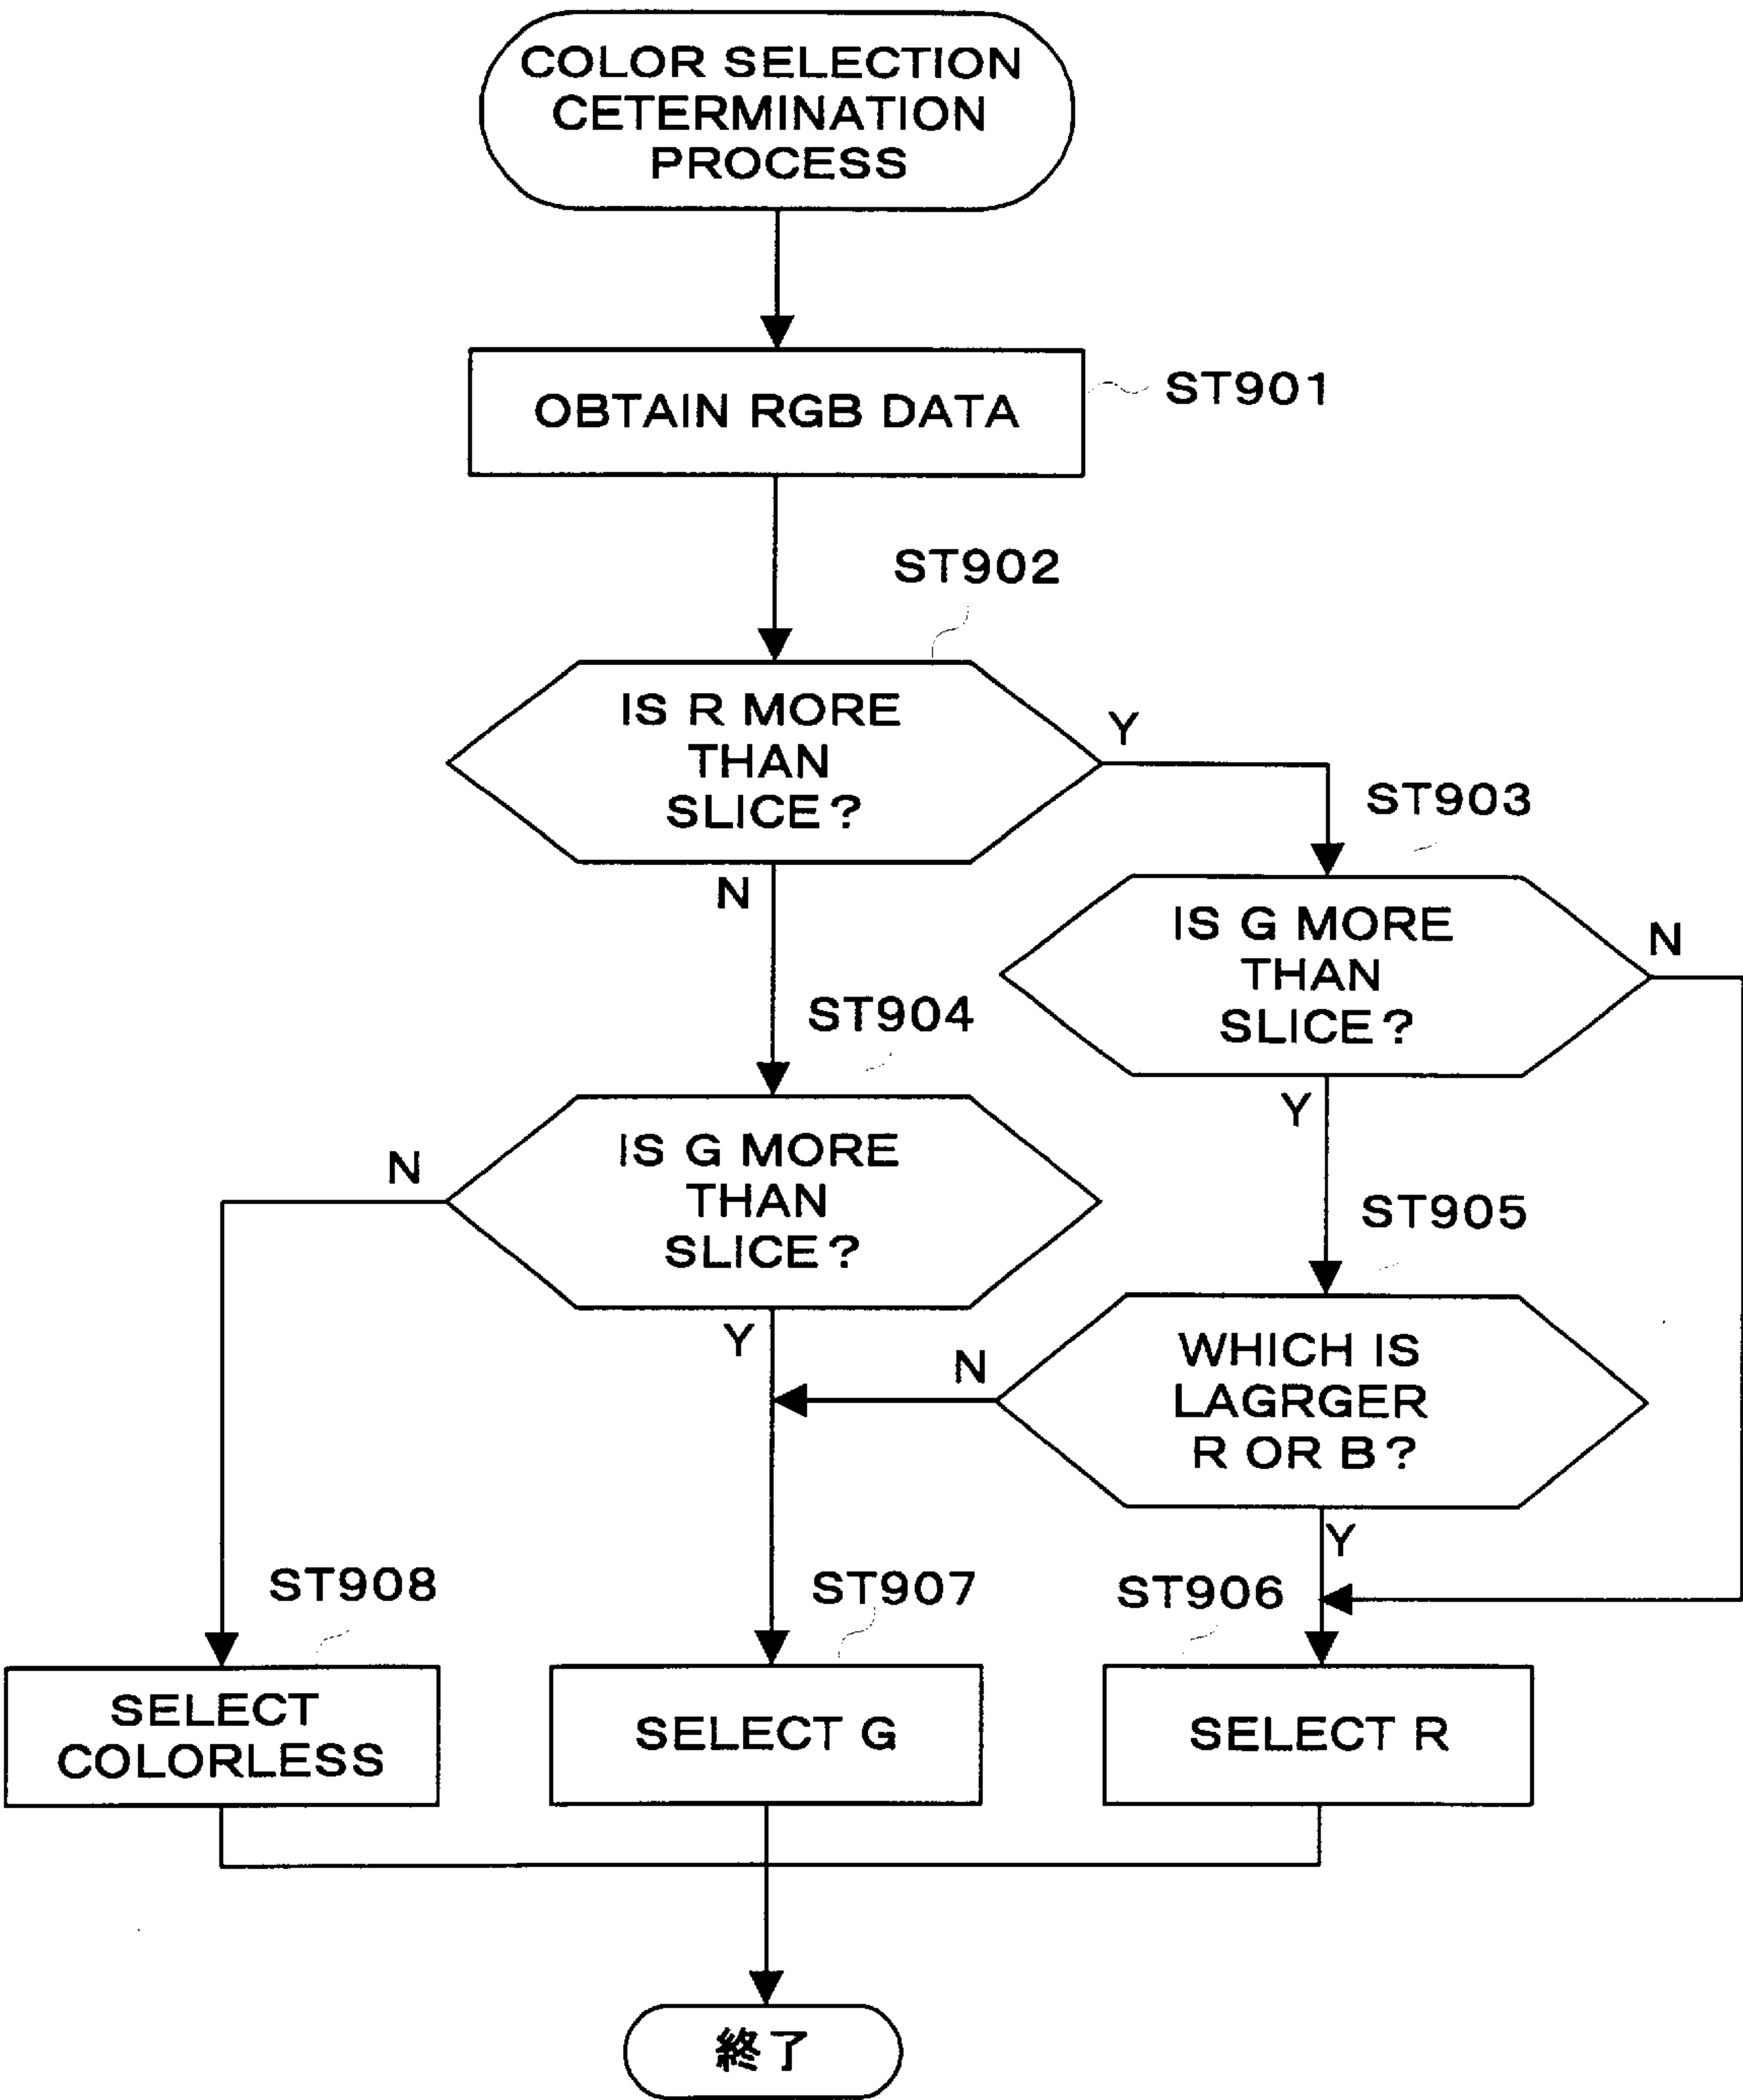 COLOR SELECTION
CETERMINATION
PROCESS
OBTAIN RGB DATA
ST901
ST902
IS R MORE
THAN
SLICE?
Y
N
ST903
IS G MORE
THAN
SLICE?
N
Y
ST904
IS G MORE
THAN
SLICE?
N
Y
ST905
WHICH IS
LAGRGER
R OR B?
N
Y
ST908
SELECT
COLORLESS
ST907
SELECT G
ST906
SELECT R
終了